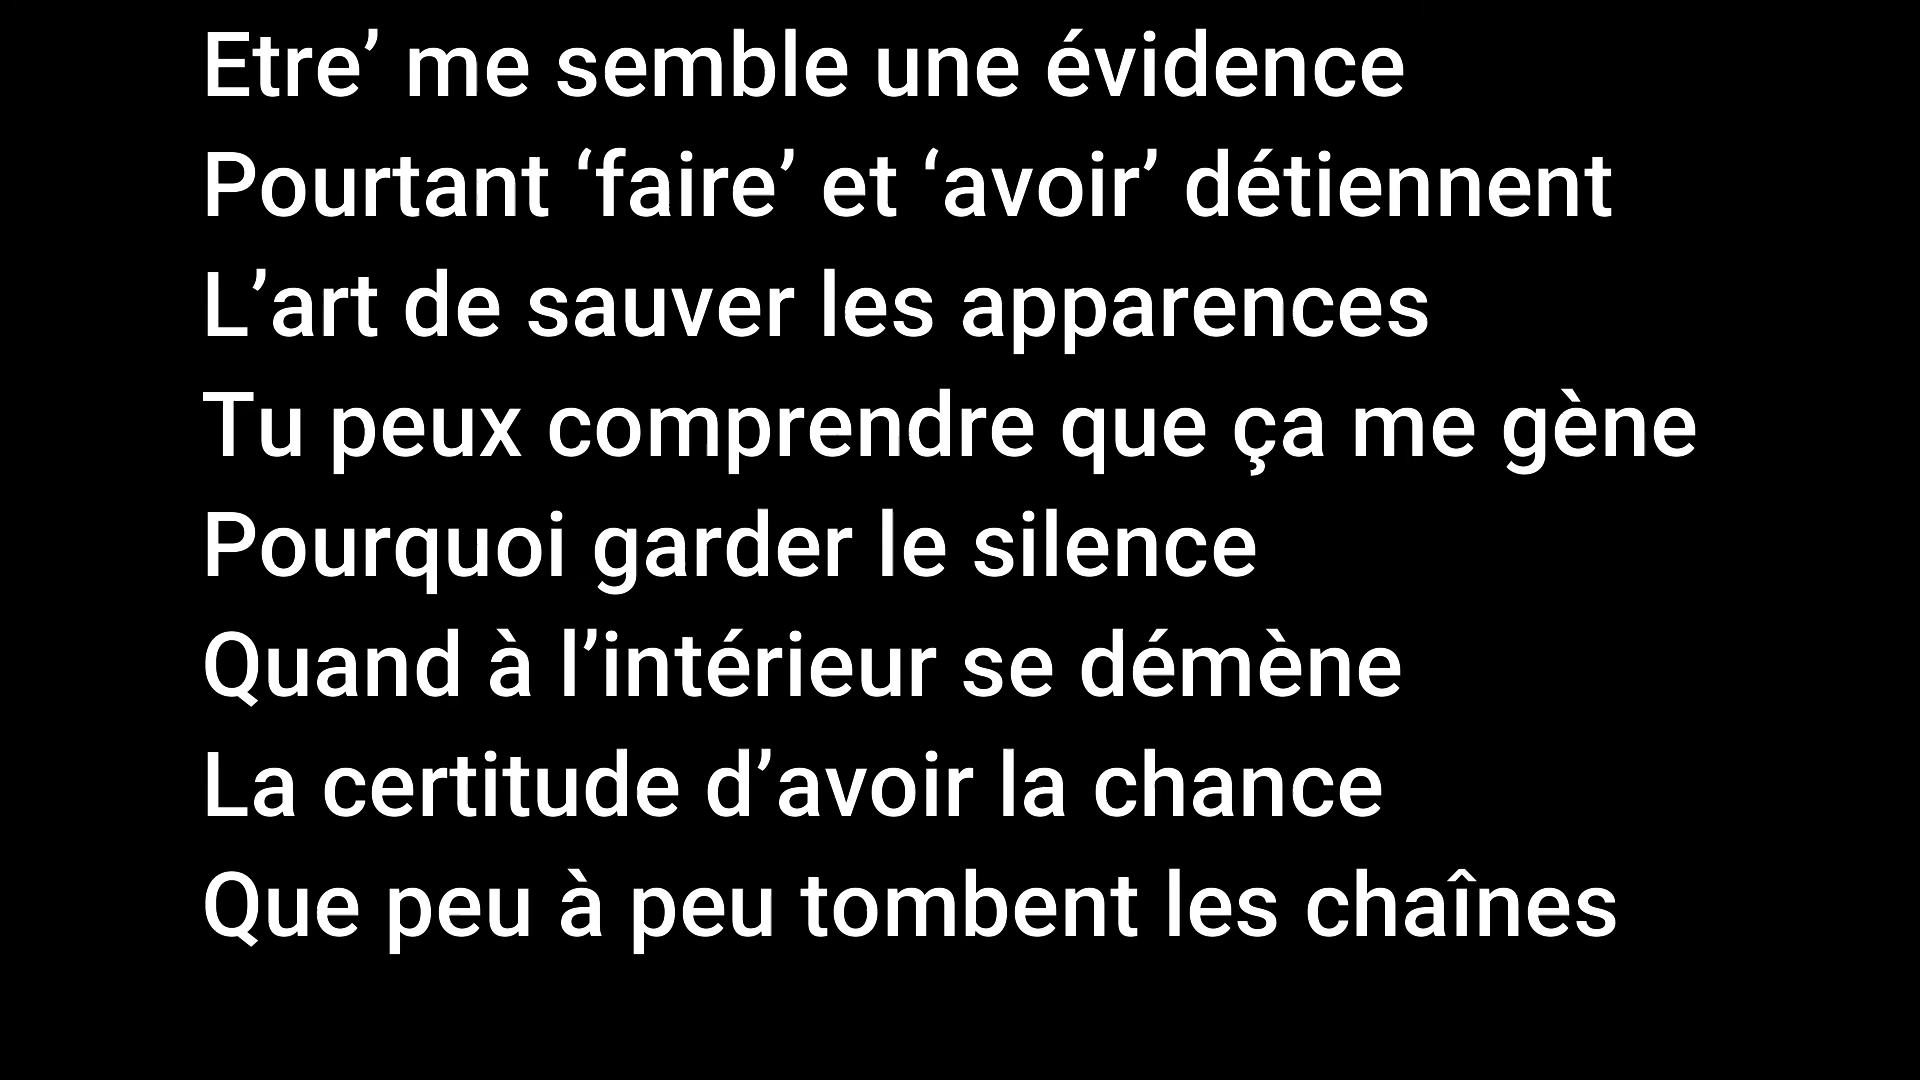 Etre’ me semble une évidence
Pourtant ‘faire’ et ‘avoir’ détiennent
L’art de sauver les apparences
Tu peux comprendre que ça me gène
Pourquoi garder le silence
Quand à l’intérieur se démène
La certitude d’avoir la chance
Que peu à peu tombent les chaînes